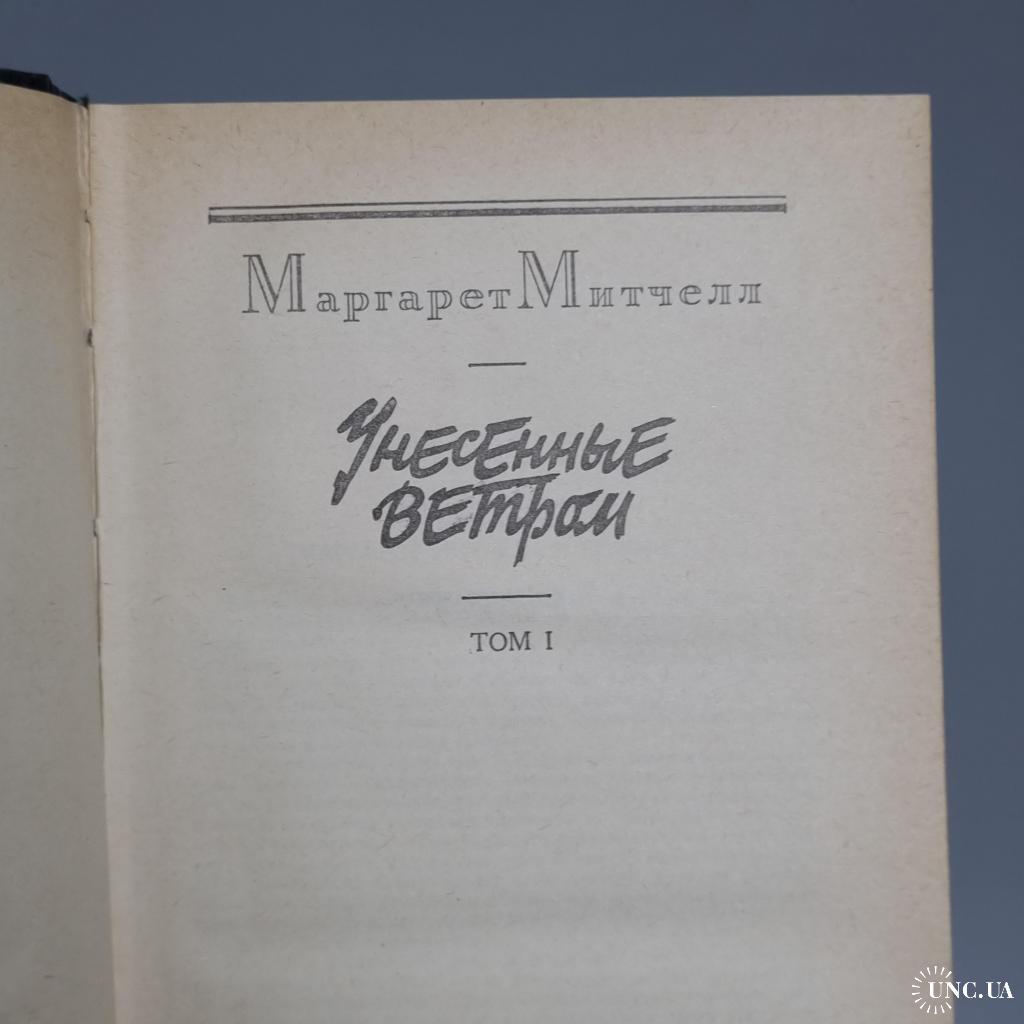 Маргарет Митчелл
Унесенные
ветром
ТОМ I
UNC.UA